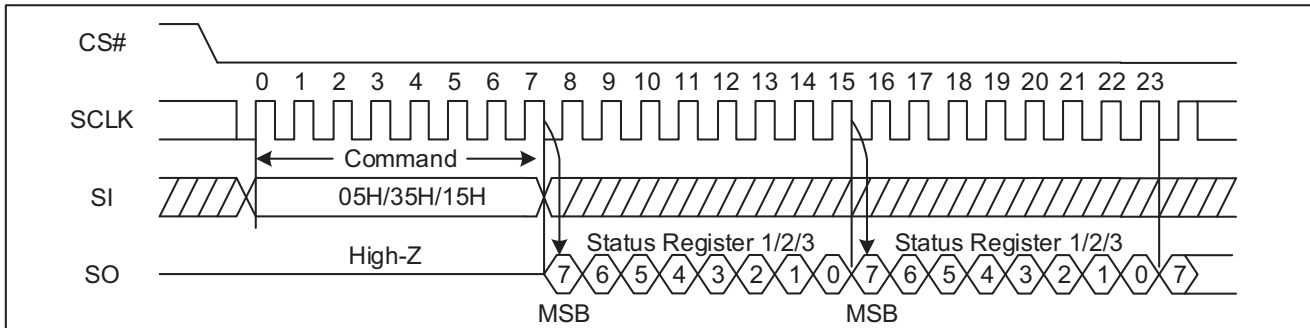 CS#
0 1 2 3 4 5 6 7 8 9 10 11 12 13 14 15 16 17 18 19 20 21 22 23
SCLK
Command
SI 05H/35H/15H
High-Z Status Register 1/2/3 Status Register 1/2/3
SO 7 6 5 4 3 2 1 0 7 6 5 4 3 2 1 0 7
MSB MSB